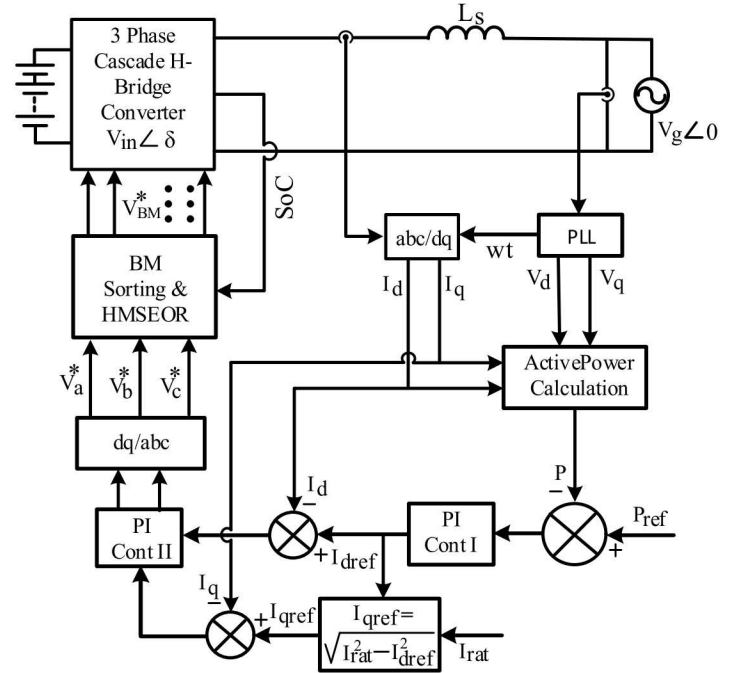 3 Phase
Cascade H-
Bridge
Converter
Vin∠ δ
Ls
Vg∠0
V*BM
SoC
abc/dq
wt
PLL
Id
Iq
Vd
Vq
BM
Sorting &
HMSEOR
ActivePower
Calculation
V*a
V*b
V*c
dq/abc
Id
−
P
−
PI
Cont II
+
Idref
PI
Cont I
Pref
+
Iq
−
+
Iqref
Iqref=
√I²rat−I²dref
Irat